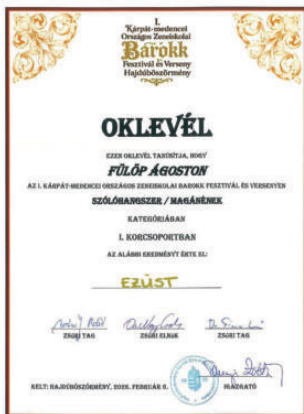 I.
Kárpát-medencei
Országos Zeneiskolai
Barokk
Fesztivál és Verseny
Hajdúböszörmény
OKLEVÉL
EZEN OKLEVÉL TANÚSÍTJA, HOGY
FÜLÖP ÁGOSTON
AZ I. KÁRPÁT-MEDENCEI ORSZÁGOS ZENEISKOLAI BAROKK FESZTIVÁL ÉS VERSENYEN
SZÓLÓHANGSZER / MAGÁNÉNEK
KATEGÓRIÁBAN
I. KORCSOPORTBAN
AZ ALÁBBI EREDMÉNYT ÉRTE EL:
EZÜST
ZSŰRI TAG ZSŰRI ELNÖK ZSŰRI TAG
KELT: HAJDÚBÖSZÖRMÉNY, FEBRUÁR IGAZGATÓ